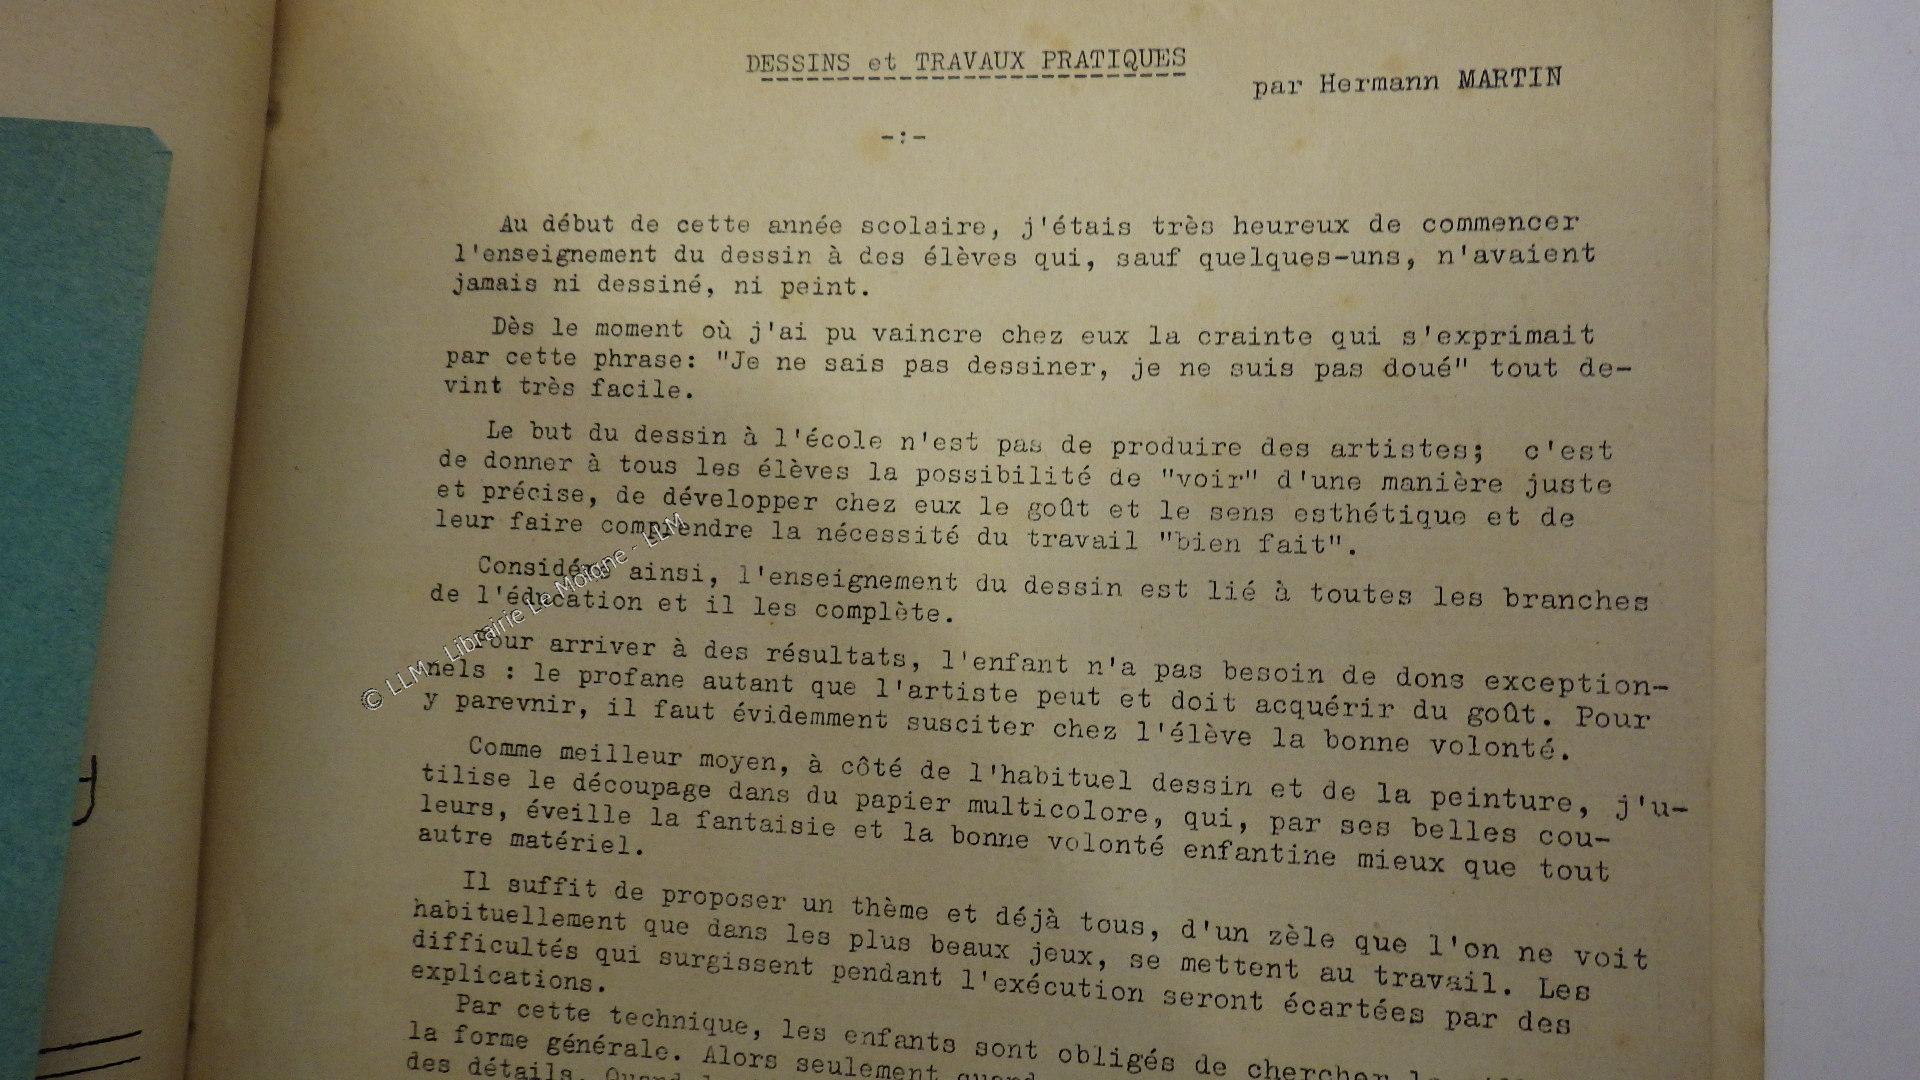 DESSINS et TRAVAUX PRATIQUES
par Hermann MARTIN
-:-
Au début de cette année scolaire, j'étais très heureux de commencer
l'enseignement du dessin à des élèves qui, sauf quelques-uns, n'avaient
jamais ni dessiné, ni peint.
Dès le moment où j'ai pu vaincre chez eux la crainte qui s'exprimait
par cette phrase: "Je ne sais pas dessiner, je ne suis pas doué" tout de-
vint très facile.
Le but du dessin à l'école n'est pas de produire des artistes; c'est
de donner à tous les élèves la possibilité de "voir" d'une manière juste
et précise, de développer chez eux le goût et le sens esthétique et de
leur faire comprendre la nécessité du travail "bien fait".
Considéré ainsi, l'enseignement du dessin est lié à toutes les branches
de l'éducation et il les complète.
Pour arriver à des résultats, l'enfant n'a pas besoin de dons exception-
nels : le profane autant que l'artiste peut et doit acquérir du goût. Pour
y parevnir, il faut évidemment susciter chez l'élève la bonne volonté.
Comme meilleur moyen, à côté de l'habituel dessin et de la peinture, j'u-
tilise le découpage dans du papier multicolore, qui, par ses belles cou-
leurs, éveille la fantaisie et la bonne volonté enfantine mieux que tout
autre matériel.
Il suffit de proposer un thème et déjà tous, d'un zèle que l'on ne voit
habituellement que dans les plus beaux jeux, se mettent au travail. Les
difficultés qui surgissent pendant l'exécution seront écartées par des
explications.
Par cette technique, les enfants sont obligés de chercher
la forme générale. Alors seulement quand
des détails. Quand
© LLM - Librairie Le Moigne - LLM